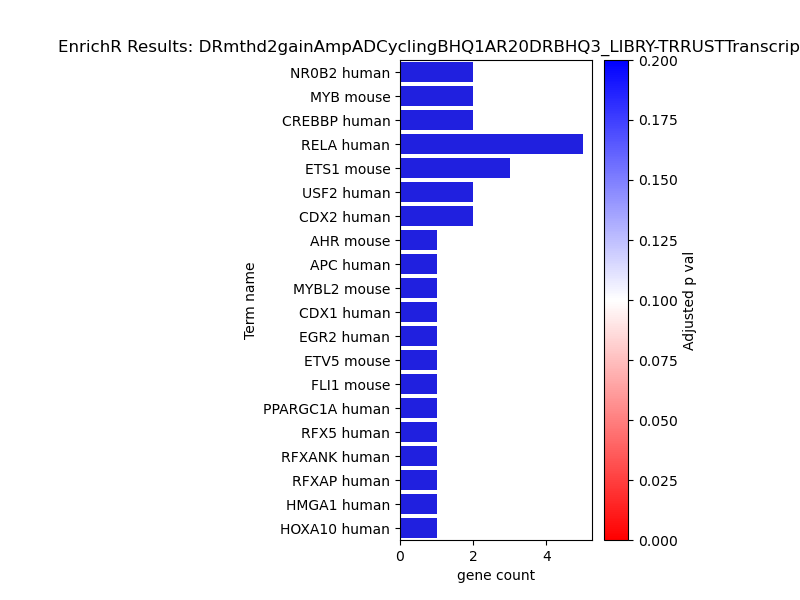 EnrichR Results: DRmthd2gainAmpADCyclingBHQ1AR20DRBHQ3_LIBRY-TRRUSTTranscrip
NR0B2 human
MYB mouse
CREBBP human
RELA human
ETS1 mouse
USF2 human
CDX2 human
AHR mouse
APC human
MYBL2 mouse
CDX1 human
EGR2 human
ETV5 mouse
FLI1 mouse
PPARGC1A human
RFX5 human
RFXANK human
RFXAP human
HMGA1 human
HOXA10 human
Term name
0 2 4
gene count
0.200
0.175
0.150
0.125
0.100
0.075
0.050
0.025
0.000
Adjusted p val